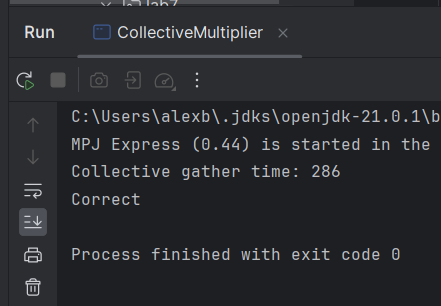 lab7
Run
CollectiveMultiplier
C:\Users\alexb\.jdks\openjdk-21.0.1\b
MPJ Express (0.44) is started in the
Collective gather time: 286
Correct
Process finished with exit code 0